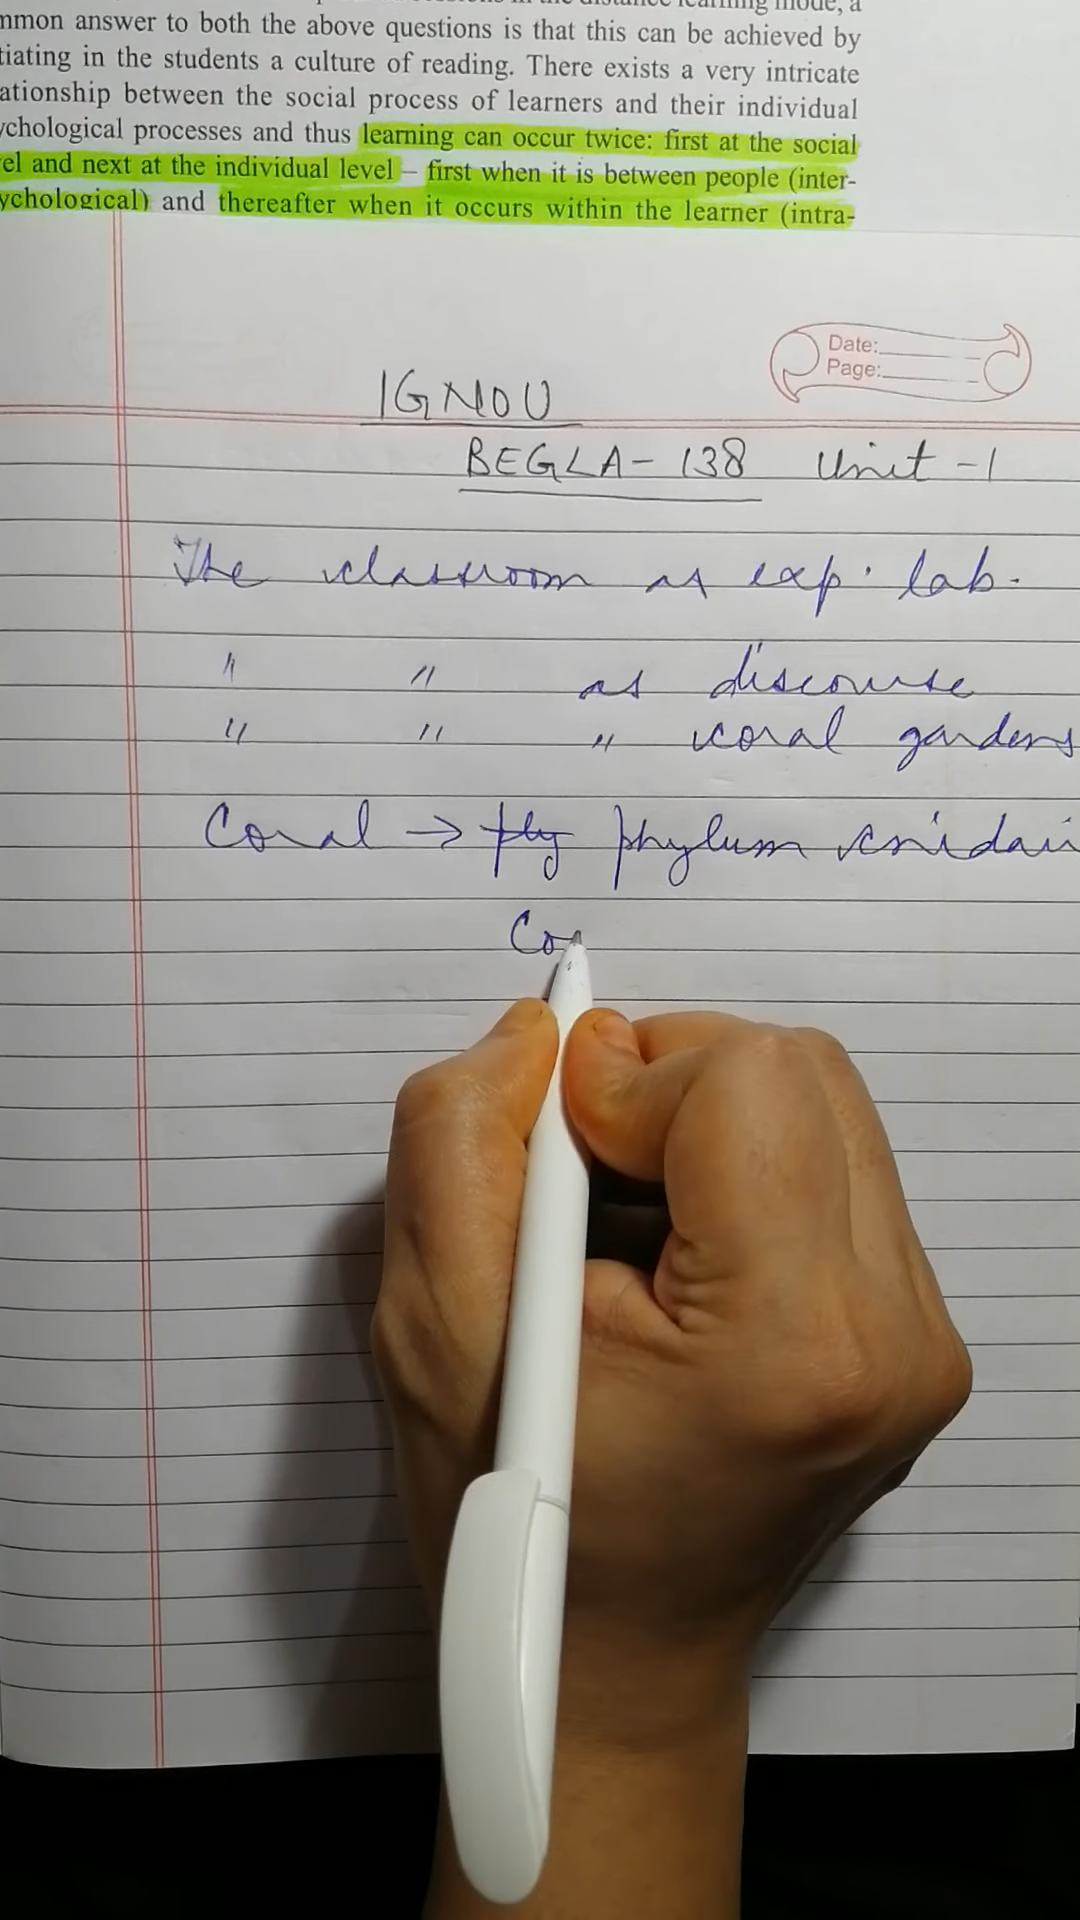 mmon answer to both the above questions is that this can be achieved by
tiating in the students a culture of reading. There exists a very intricate
ationship between the social process of learners and their individual
ychological processes and thus learning can occur twice: first at the social
el and next at the individual level – first when it is between people (inter-
ychological) and thereafter when it occurs within the learner (intra-
Date:
Page:
IGNOU
BEGLA-138 Unit-1
The classroom as exp. lab.
" " as discourse
" " " coral gardens
Coral → phylum cnidari
Co